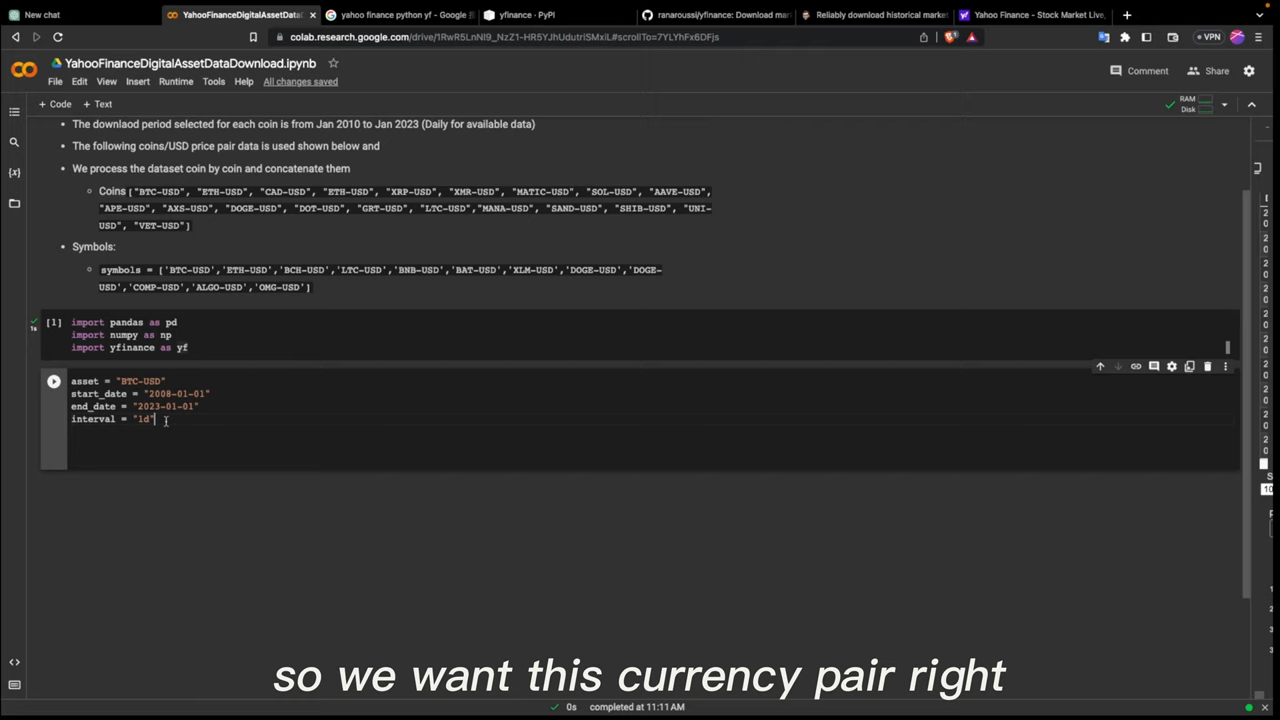 New chat
YahooFinanceDigitalAssetData
yahoo finance python yf - Google
yfinance · PyPI
ranaroussi/yfinance: Download mar
Reliably download historical market
Yahoo Finance - Stock Market Live,
colab.research.google.com/drive/1RwR5LnNI9_NzZ1-HR5YJhUdutriSMxiL#scrollTo=7YLYhFx6DFjs
VPN
YahooFinanceDigitalAssetDataDownload.ipynb
File Edit View Insert Runtime Tools Help All changes saved
Comment
Share
+ Code + Text
RAM
Disk
The downlaod period selected for each coin is from Jan 2010 to Jan 2023 (Daily for available data)
The following coins/USD price pair data is used shown below and
We process the dataset coin by coin and concatenate them
Coins ["BTC-USD", "ETH-USD", "CAD-USD", "ETH-USD", "XRP-USD", "XMR-USD", "MATIC-USD", "SOL-USD", "AAVE-USD",
"APE-USD", "AXS-USD", "DOGE-USD", "DOT-USD", "GRT-USD", "LTC-USD","MANA-USD", "SAND-USD", "SHIB-USD", "UNI-
USD", "VET-USD"]
Symbols:
symbols = ['BTC-USD','ETH-USD','BCH-USD','LTC-USD','BNB-USD','BAT-USD','XLM-USD','DOGE-USD','DOGE-
USD','COMP-USD','ALGO-USD','OMG-USD']
[1] import pandas as pd
import numpy as np
import yfinance as yf
1s
asset = "BTC-USD"
start_date = "2008-01-01"
end_date = "2023-01-01"
interval = "1d"
so we want this currency pair right
0s completed at 11:11 AM